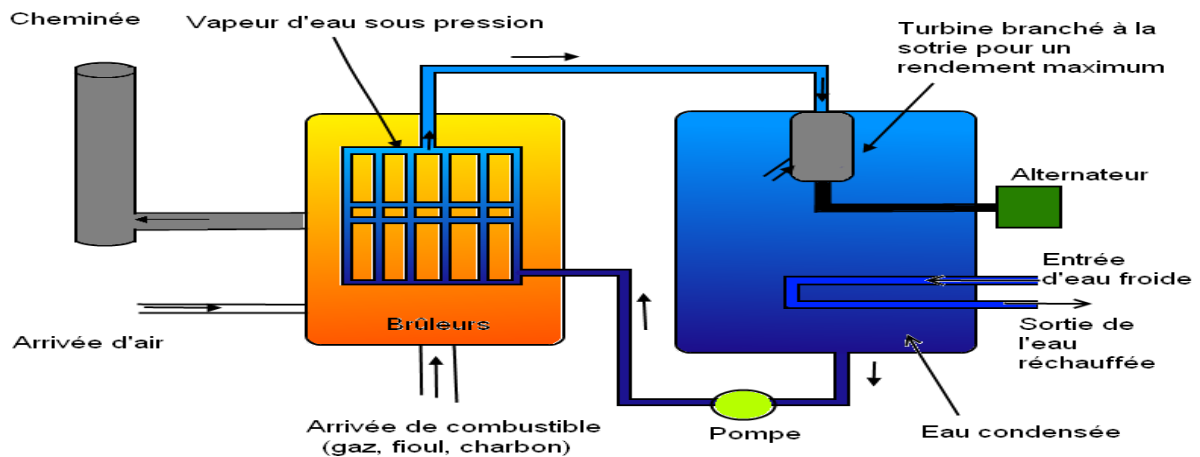 Cheminée
Vapeur d'eau sous pression
Turbine branché à la
sotrie pour un
rendement maximum
Alternateur
Entrée
d'eau froide
Sortie de
l'eau
réchauffée
Brûleurs
Arrivée d'air
Arrivée de combustible
(gaz, fioul, charbon)
Pompe
Eau condensée